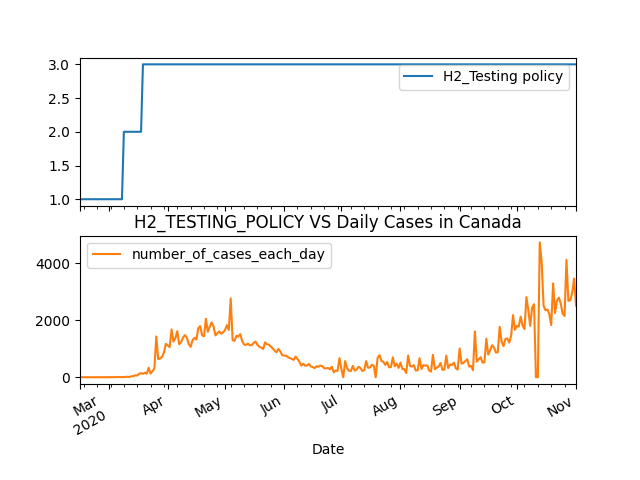 3.0
2.5
2.0
1.5
1.0
H2_Testing policy
H2_TESTING_POLICY VS Daily Cases in Canada
4000
2000
0
number_of_cases_each_day
Mar
2020
Apr
May
Jun
Jul
Aug
Sep
Oct
Nov
Date